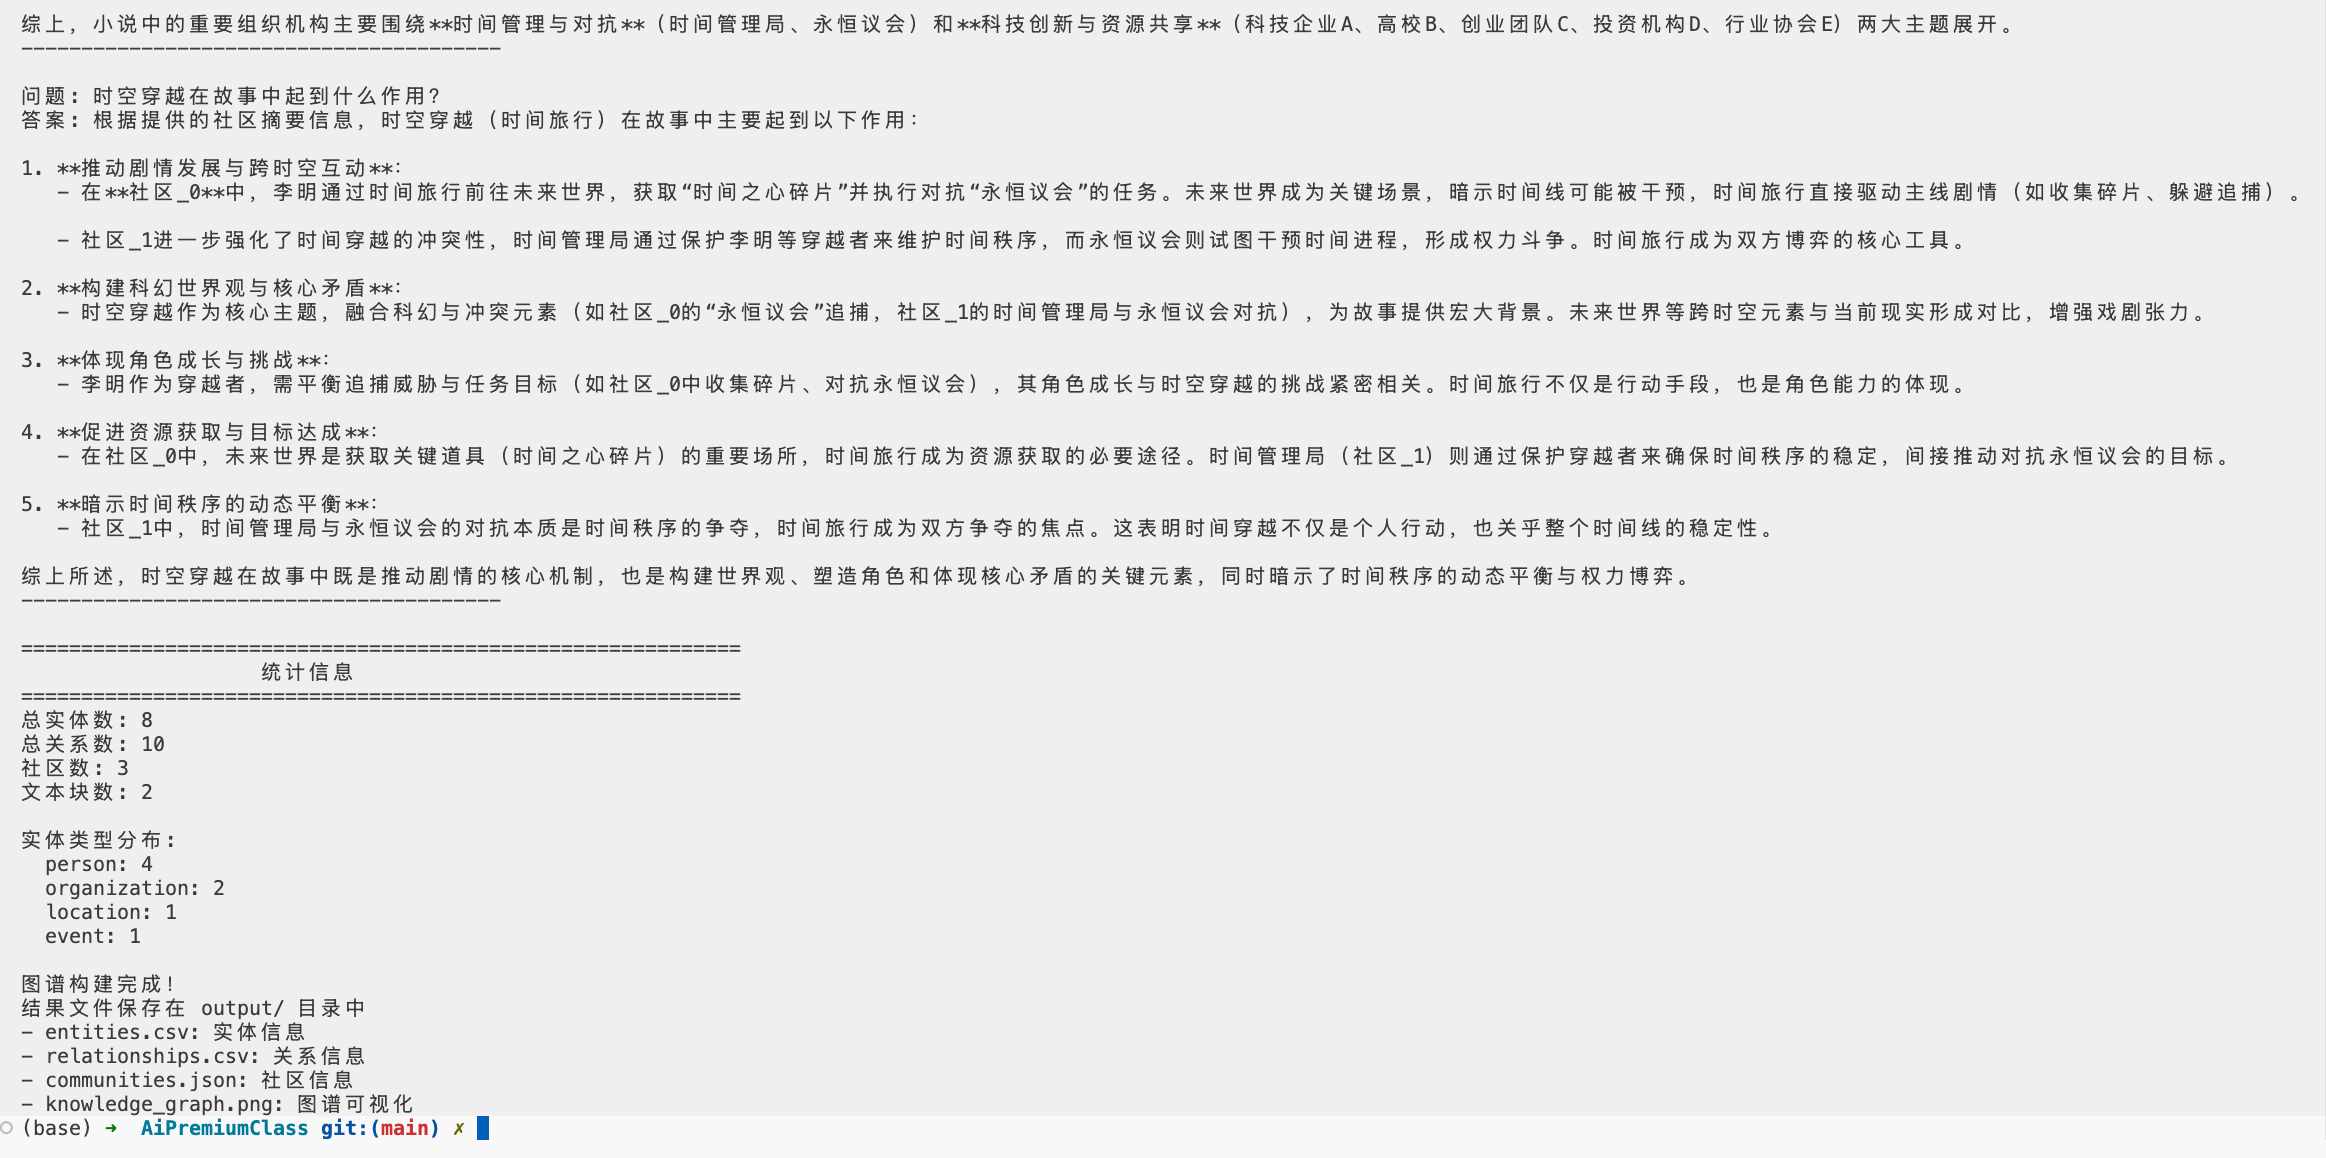 综上，小说中的重要组织机构主要围绕**时间管理与对抗**（时间管理局、永恒议会）和**科技创新与资源共享**（科技企业A、高校B、创业团队C、投资机构D、行业协会E）两大主题展开。
----------------------------------------
问题: 时空穿越在故事中起到什么作用?
答案: 根据提供的社区摘要信息，时空穿越（时间旅行）在故事中主要起到以下作用：
1. **推动剧情发展与跨时空互动**：
- 在**社区_0**中，李明通过时间旅行前往未来世界，获取“时间之心碎片”并执行对抗“永恒议会”的任务。未来世界成为关键场景，暗示时间线可能被干预，时间旅行直接驱动主线剧情（如收集碎片、躲避追捕）。
- 社区_1进一步强化了时间穿越的冲突性，时间管理局通过保护李明等穿越者来维护时间秩序，而永恒议会则试图干预时间进程，形成权力斗争。时间旅行成为双方博弈的核心工具。
2. **构建科幻世界观与核心矛盾**：
- 时空穿越作为核心主题，融合科幻与冲突元素（如社区_0的“永恒议会”追捕，社区_1的时间管理局与永恒议会对抗），为故事提供宏大背景。未来世界等跨时空元素与当前现实形成对比，增强戏剧张力。
3. **体现角色成长与挑战**：
- 李明作为穿越者，需平衡追捕威胁与任务目标（如社区_0中收集碎片、对抗永恒议会），其角色成长与时空穿越的挑战紧密相关。时间旅行不仅是行动手段，也是角色能力的体现。
4. **促进资源获取与目标达成**：
- 在社区_0中，未来世界是获取关键道具（时间之心碎片）的重要场所，时间旅行成为资源获取的必要途径。时间管理局（社区_1）则通过保护穿越者来确保时间秩序的稳定，间接推动对抗永恒议会的目标。
5. **暗示时间秩序的动态平衡**：
- 社区_1中，时间管理局与永恒议会的对抗本质是时间秩序的争夺，时间旅行成为双方争夺的焦点。这表明时间穿越不仅是个人行动，也关乎整个时间线的稳定性。
综上所述，时空穿越在故事中既是推动剧情的核心机制，也是构建世界观、塑造角色和体现核心矛盾的关键元素，同时暗示了时间秩序的动态平衡与权力博弈。
----------------------------------------
============================================================
统计信息
============================================================
总实体数: 8
总关系数: 10
社区数: 3
文本块数: 2
实体类型分布:
person: 4
organization: 2
location: 1
event: 1
图谱构建完成!
结果文件保存在 output/ 目录中
- entities.csv: 实体信息
- relationships.csv: 关系信息
- communities.json: 社区信息
- knowledge_graph.png: 图谱可视化
(base) ➜ AiPremiumClass git:(main) ✗